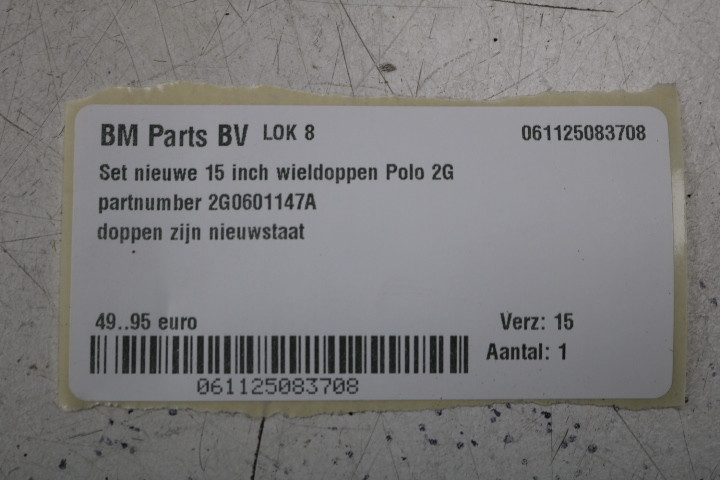 BM Parts BV LOK 8 061125083708
Set nieuwe 15 inch wieldoppen Polo 2G
partnumber 2G0601147A
doppen zijn nieuwstaat
49..95 euro Verz: 15
Aantal: 1
061125083708